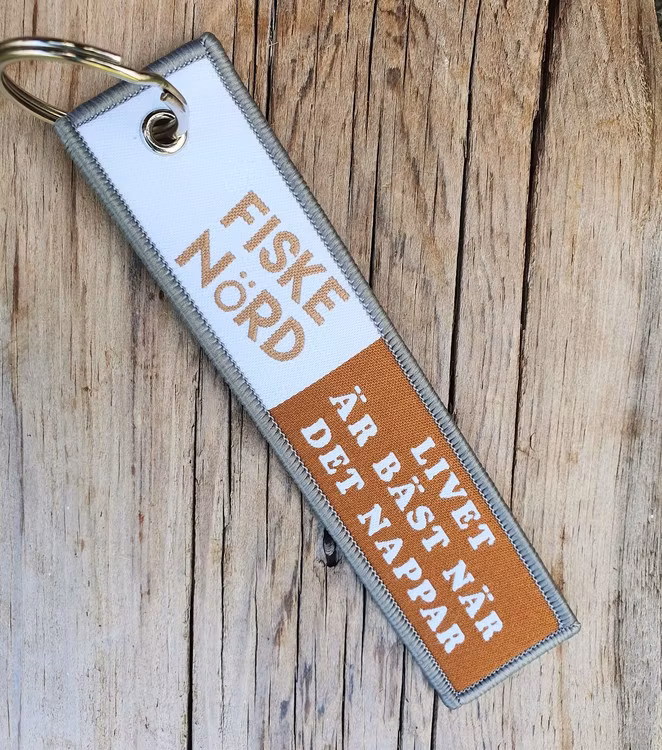 FISKE
NÖRD
LIVET
ÄR BÄST NÄR
DET NAPPAR